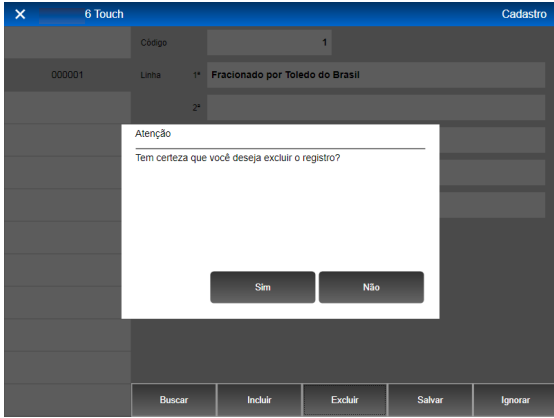 ✕ 6 Touch Cadastro
Código 1
000001 Linha 1ª Fracionado por Toledo do Brasil
2ª
Atenção
Tem certeza que você deseja excluir o registro?
Sim Não
Buscar Incluir Excluir Salvar Ignorar